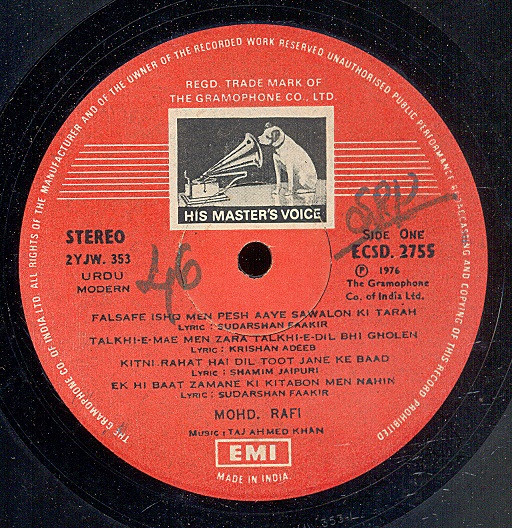 THE GRAMOPHONE CO. OF INDIA LTD. ALL RIGHTS OF THE MANUFACTURER AND OF THE OWNER OF THE RECORDED WORK RESERVED UNAUTHORISED PUBLIC PERFORMANCE BROADCASTING AND COPYING OF THIS RECORD PROHIBITED
REGD. TRADE MARK OF
THE GRAMOPHONE CO., LTD
HIS MASTER'S VOICE
STEREO
2YJW. 353
URDU
MODERN
46
SIDE ONE
ECSD. 2755
Ⓟ 1976
The Gramophone
Co. of India Ltd.
FALSAFE ISHQ MEN PESH AAYE SAWALON KI TARAH
LYRIC : SUDARSHAN FAAKIR
TALKHI-E-MAE MEN ZARA TALKHI-E-DIL BHI GHOLEN
LYRIC : KRISHAN ADEEB
KITNI RAHAT HAI DIL TOOT JANE KE BAAD
LYRIC : SHAMIM JAIPURI
EK HI BAAT ZAMANE KI KITABON MEN NAHIN
LYRIC : SUDARSHAN FAAKIR
MOHD. RAFI
MUSIC : TAJ AHMED KHAN
EMI
MADE IN INDIA